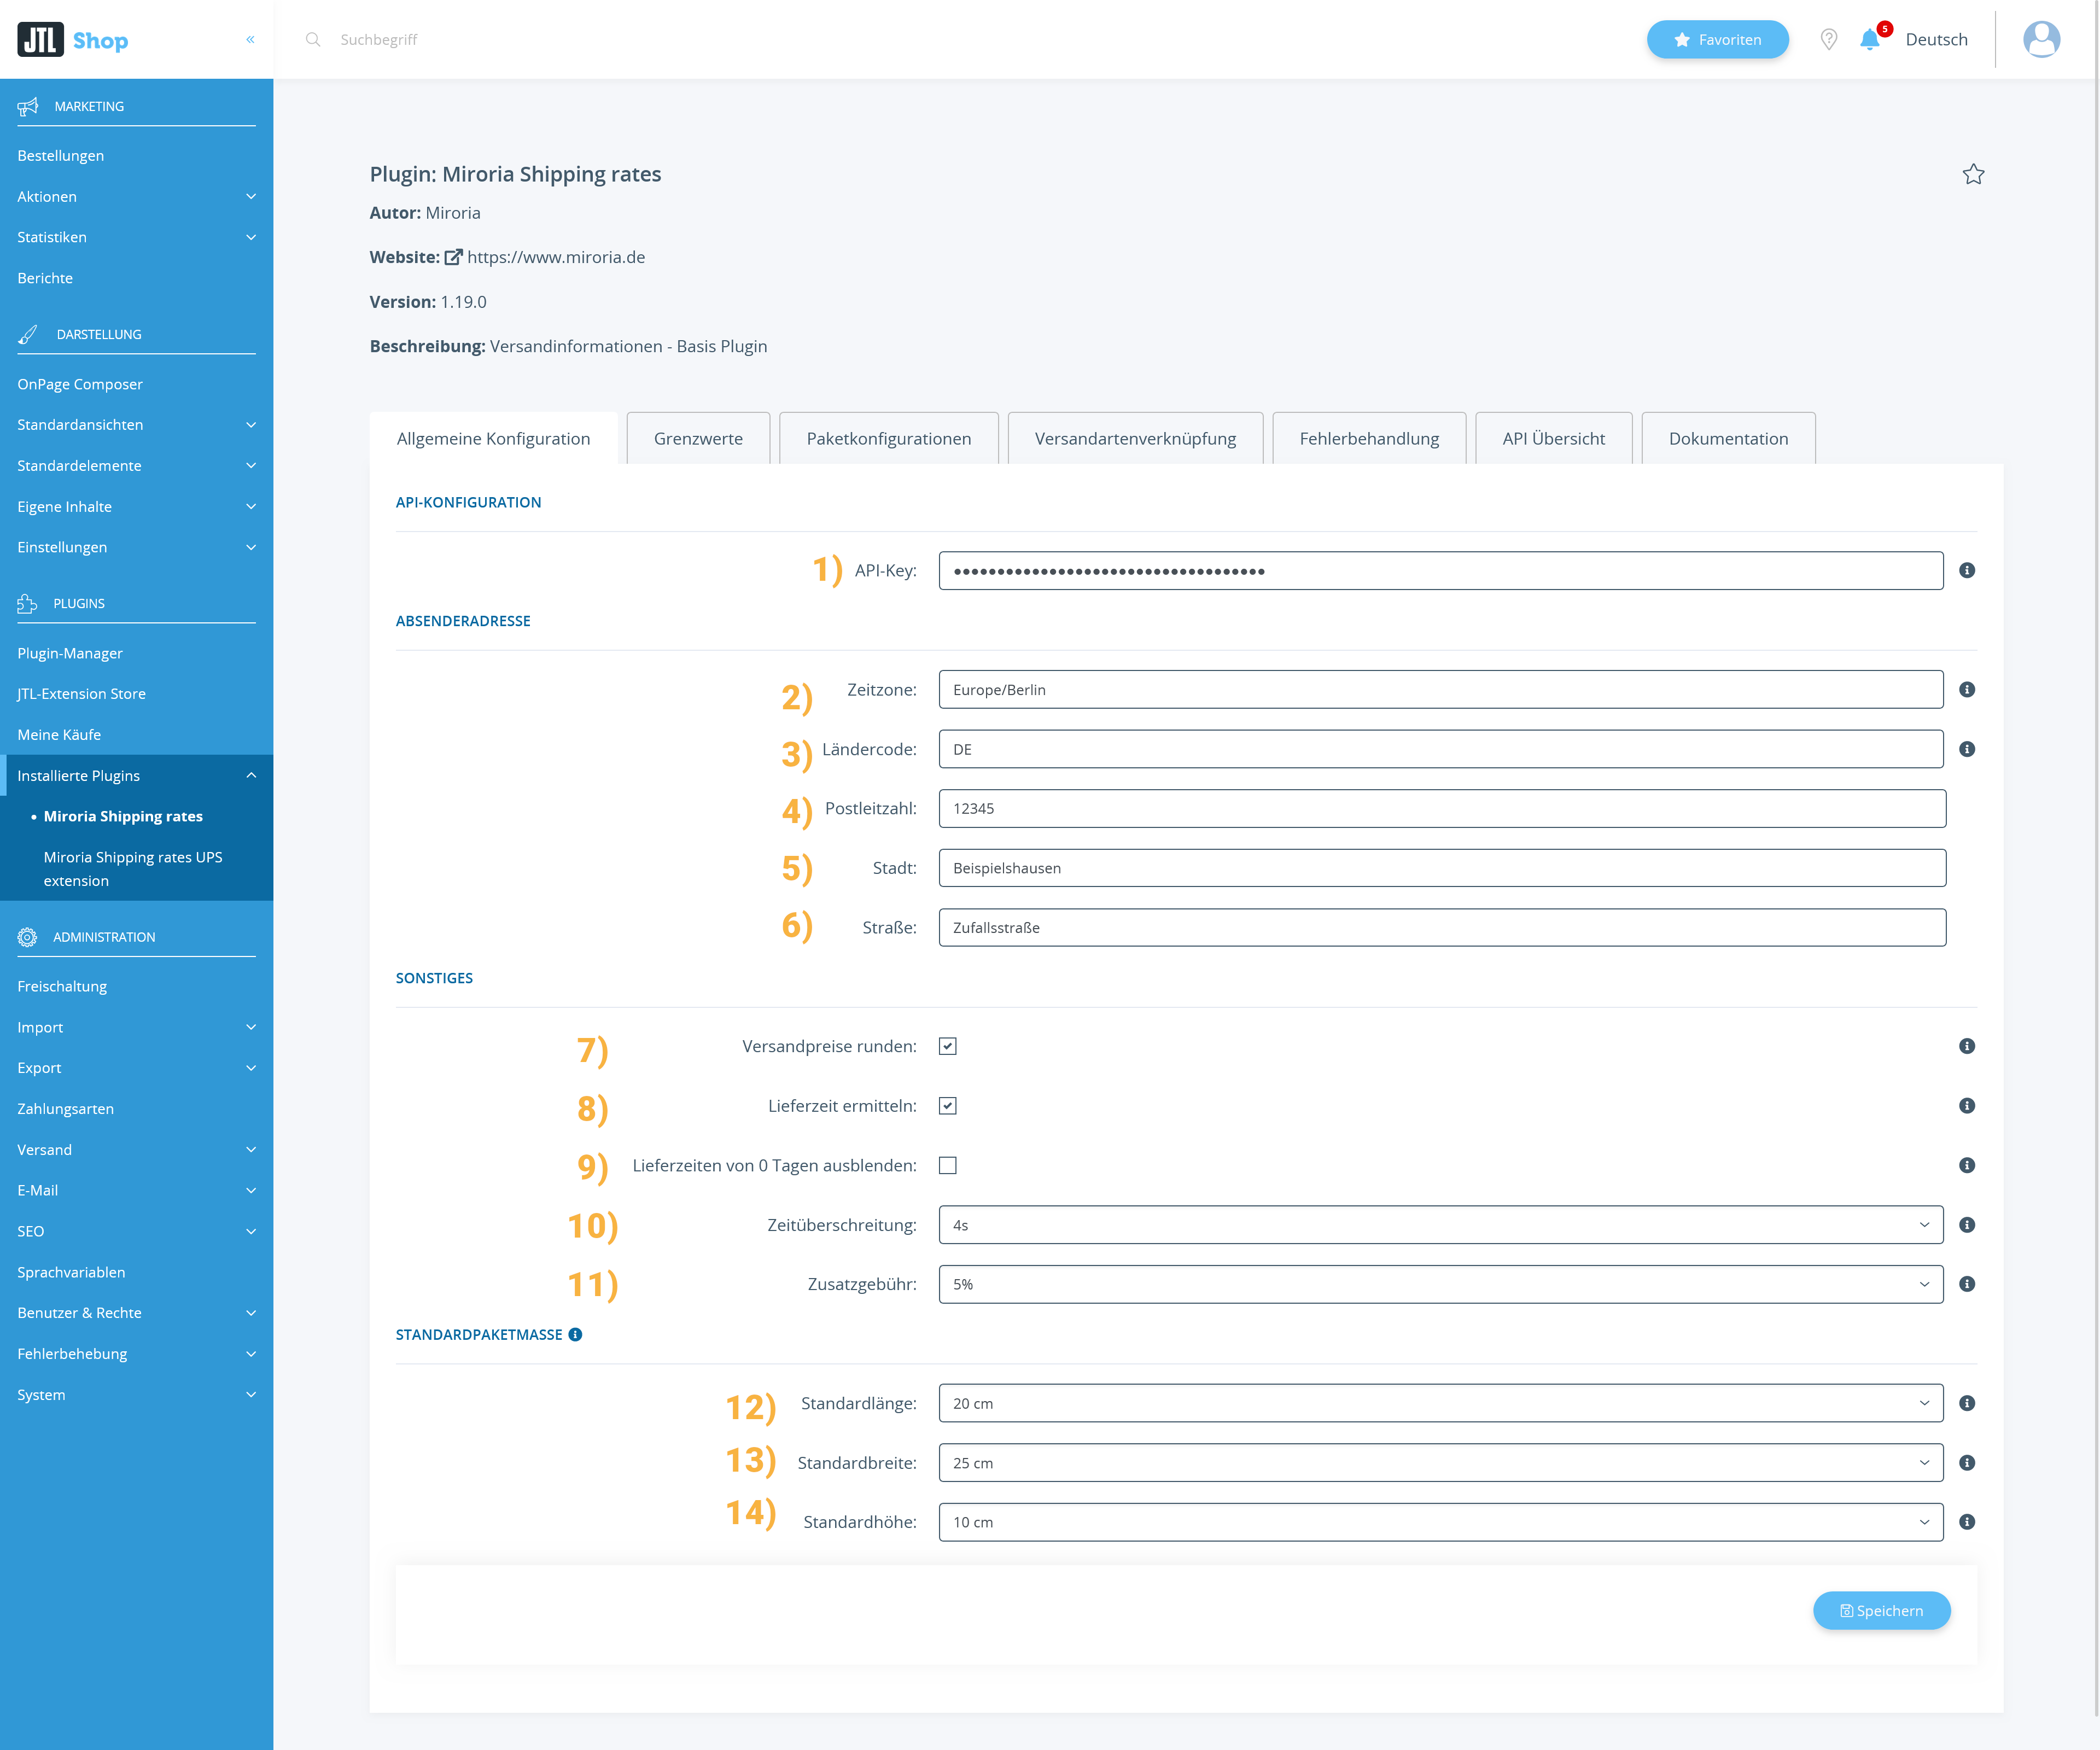 JTL Shop
«
Suchbegriff
Favoriten
5
Deutsch
MARKETING
Bestellungen
Aktionen
Statistiken
Berichte
DARSTELLUNG
OnPage Composer
Standardansichten
Standardelemente
Eigene Inhalte
Einstellungen
PLUGINS
Plugin-Manager
JTL-Extension Store
Meine Käufe
Installierte Plugins
• Miroria Shipping rates
Miroria Shipping rates UPS
extension
ADMINISTRATION
Freischaltung
Import
Export
Zahlungsarten
Versand
E-Mail
SEO
Sprachvariablen
Benutzer & Rechte
Fehlerbehebung
System
Plugin: Miroria Shipping rates
Autor: Miroria
Website: https://www.miroria.de
Version: 1.19.0
Beschreibung: Versandinformationen - Basis Plugin
Allgemeine Konfiguration
Grenzwerte
Paketkonfigurationen
Versandartenverknüpfung
Fehlerbehandlung
API Übersicht
Dokumentation
API-KONFIGURATION
1) API-Key: ••••••••••••••••••••••••••••••••••••
ABSENDERADRESSE
2) Zeitzone: Europe/Berlin
3) Ländercode: DE
4) Postleitzahl: 12345
5) Stadt: Beispielshausen
6) Straße: Zufallsstraße
SONSTIGES
7) Versandpreise runden:
8) Lieferzeit ermitteln:
9) Lieferzeiten von 0 Tagen ausblenden:
10) Zeitüberschreitung: 4s
11) Zusatzgebühr: 5%
STANDARDPAKETMASSE
12) Standardlänge: 20 cm
13) Standardbreite: 25 cm
14) Standardhöhe: 10 cm
Speichern